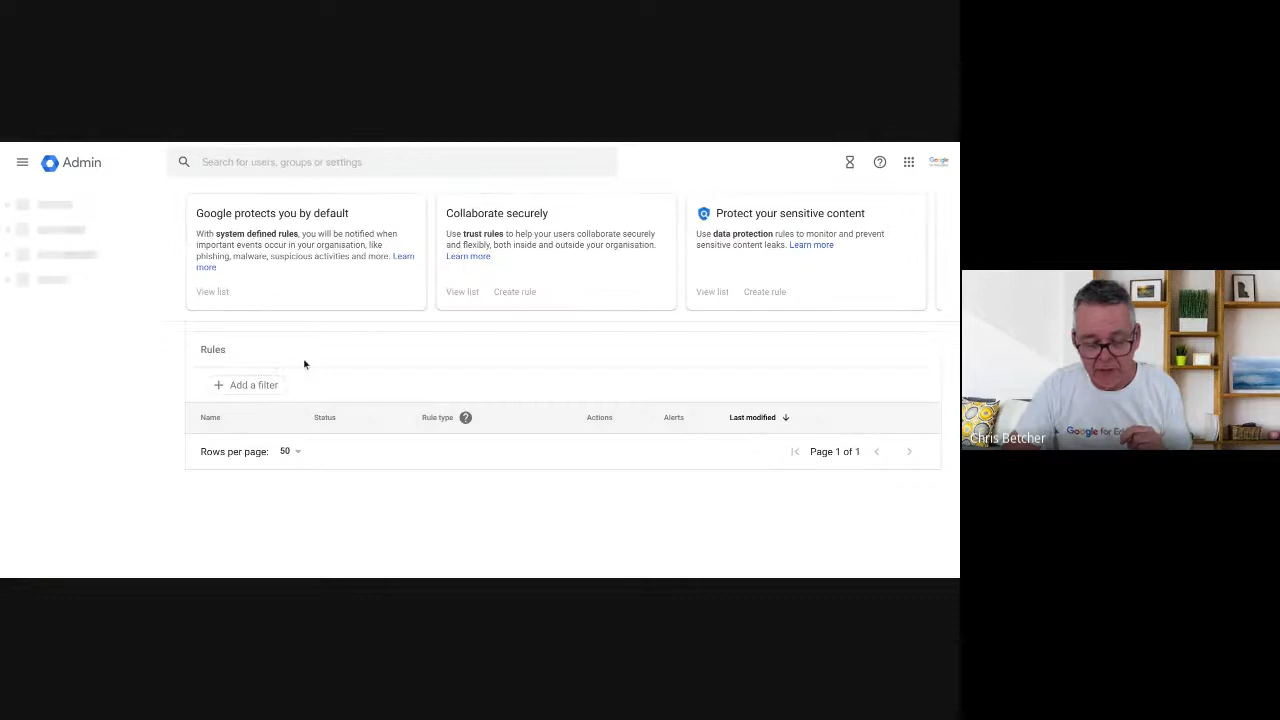 Admin
Search for users, groups or settings
Google
Google protects you by default
With system defined rules, you will be notified when
important events occur in your organisation, like
phishing, malware, suspicious activities and more. Learn
more
View list
Collaborate securely
Use trust rules to help your users collaborate securely
and flexibly, both inside and outside your organisation.
Learn more
View list Create rule
Protect your sensitive content
Use data protection rules to monitor and prevent
sensitive content leaks. Learn more
View list Create rule
Rules
+ Add a filter
Name Status Rule type ? Actions Alerts Last modified
Rows per page: 50 Page 1 of 1
Google for
Chris Betcher